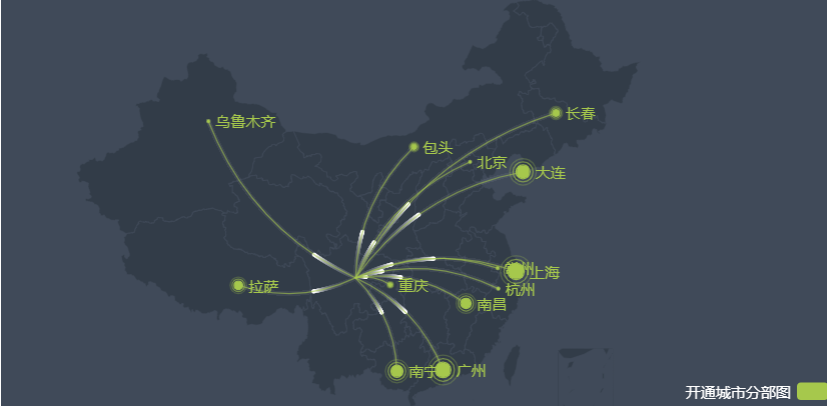 长春
乌鲁木齐
包头
北京
大连
上海
重庆
拉萨
杭州
南昌
南宁
广州
开通城市分部图